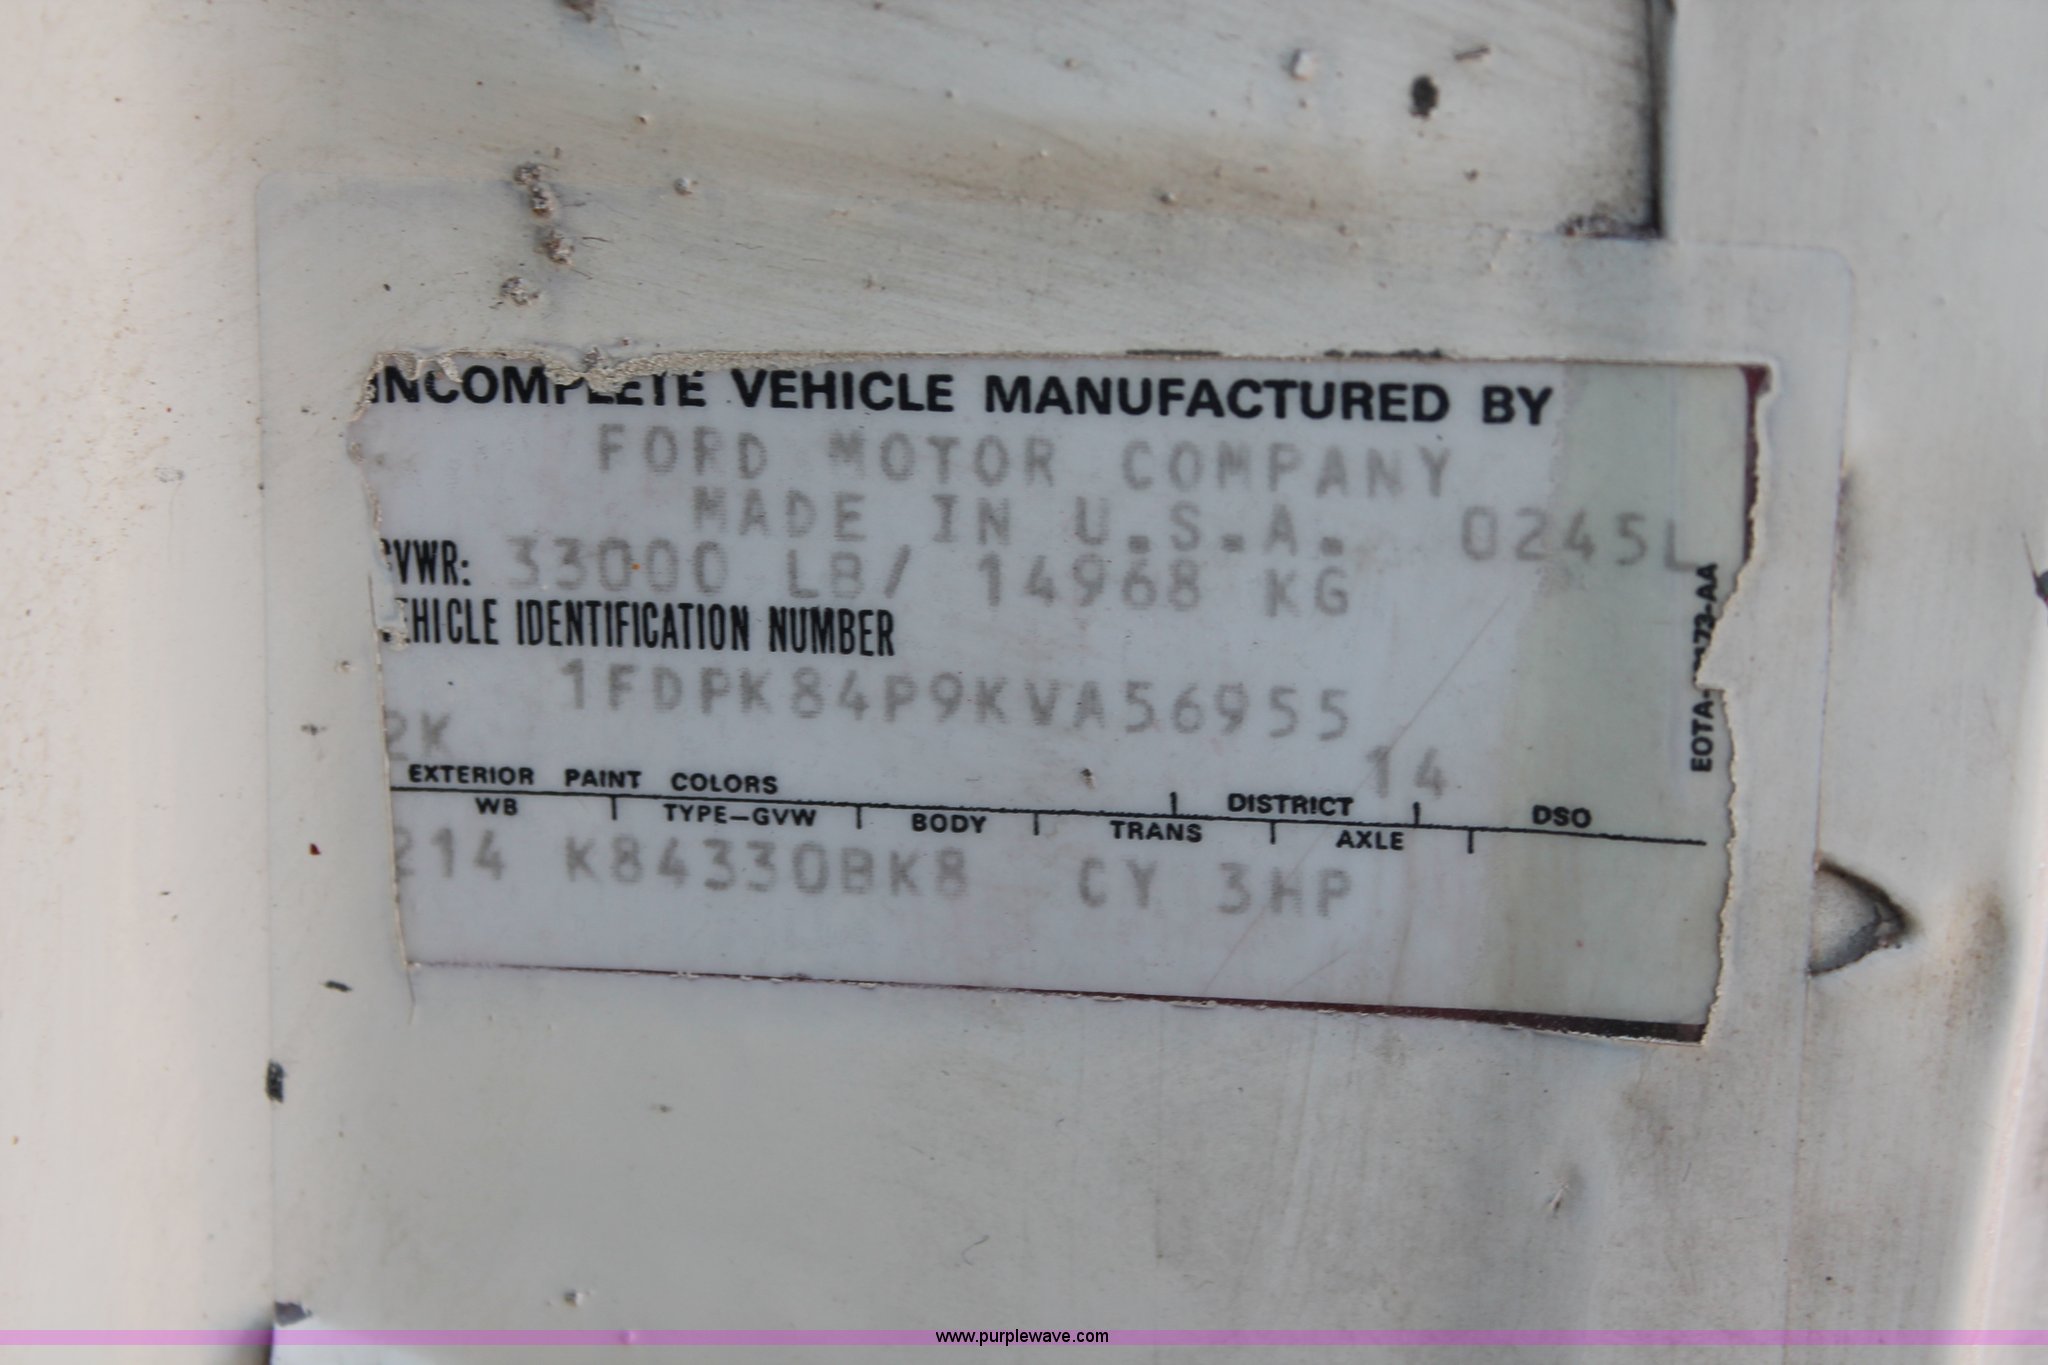 INCOMPLETE VEHICLE MANUFACTURED BY
FORD MOTOR COMPANY
MADE IN U.S.A. 0245L
GVWR: 33000 LB/ 14968 KG
VEHICLE IDENTIFICATION NUMBER
1FDPK84P9KVA56955
2K
14
EXTERIOR PAINT COLORS DISTRICT DSO
WB TYPE-GVW BODY TRANS AXLE
214 K84330BK8 CY 3HP
www.purplewave.com